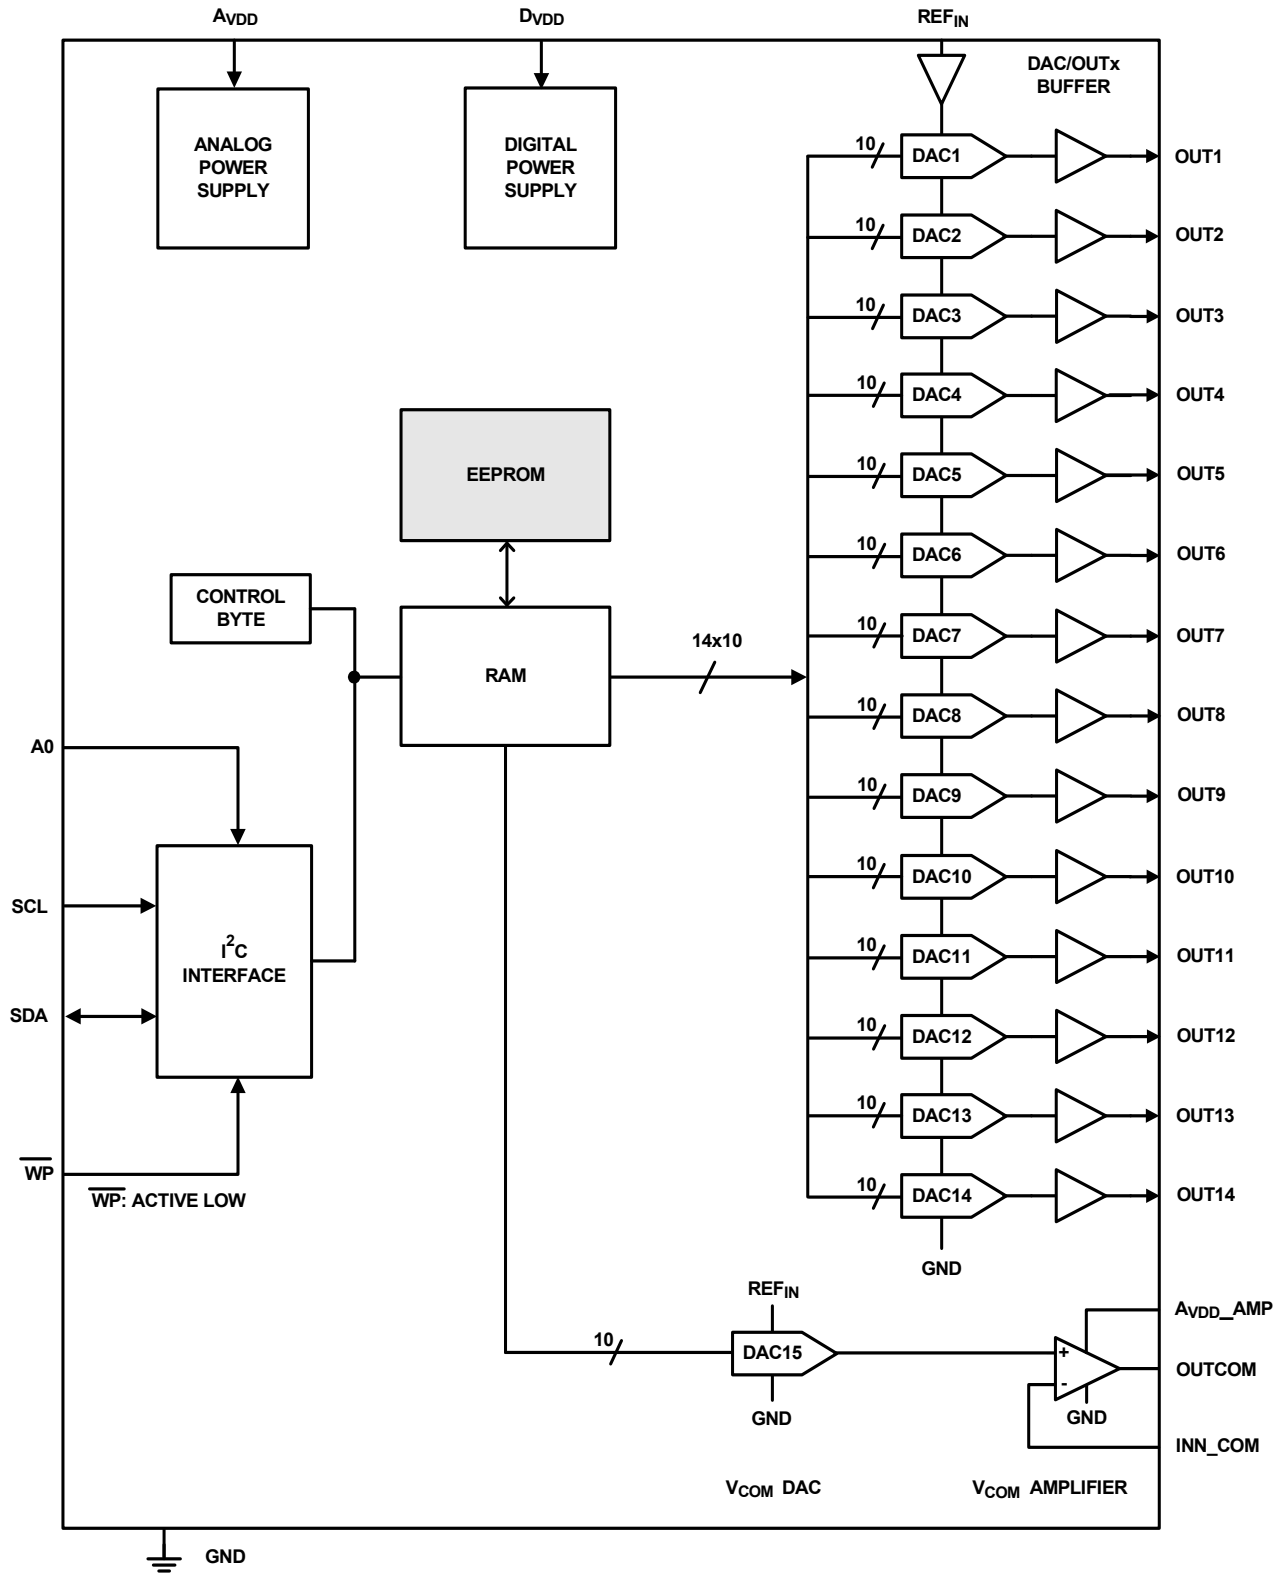 AVDD
DVDD
REFIN
DAC/OUTx
BUFFER
ANALOG
POWER
SUPPLY
DIGITAL
POWER
SUPPLY
10
DAC1
OUT1
10
DAC2
OUT2
10
DAC3
OUT3
10
DAC4
OUT4
EEPROM
10
DAC5
OUT5
10
DAC6
OUT6
CONTROL
BYTE
RAM
14x10
10
DAC7
OUT7
10
DAC8
OUT8
A0
10
DAC9
OUT9
10
DAC10
OUT10
SCL
I2C
INTERFACE
10
DAC11
OUT11
SDA
10
DAC12
OUT12
10
DAC13
OUT13
WP
WP: ACTIVE LOW
10
DAC14
OUT14
GND
REFIN
AVDD_AMP
10
DAC15
+
-
OUTCOM
GND
GND
INN_COM
VCOM DAC
VCOM AMPLIFIER
GND